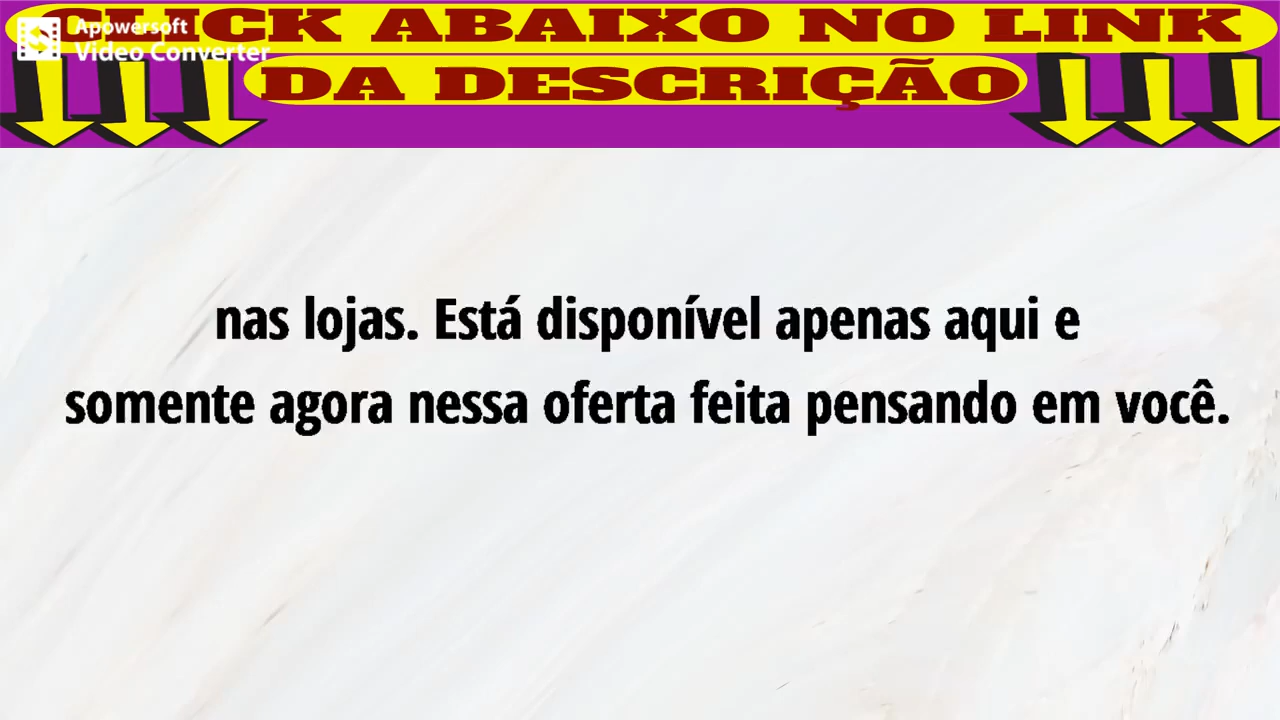 CLICK ABAIXO NO LINK
DA DESCRIÇÃO
Apowersoft
Video Converter
nas lojas. Está disponível apenas aqui e
somente agora nessa oferta feita pensando em você.